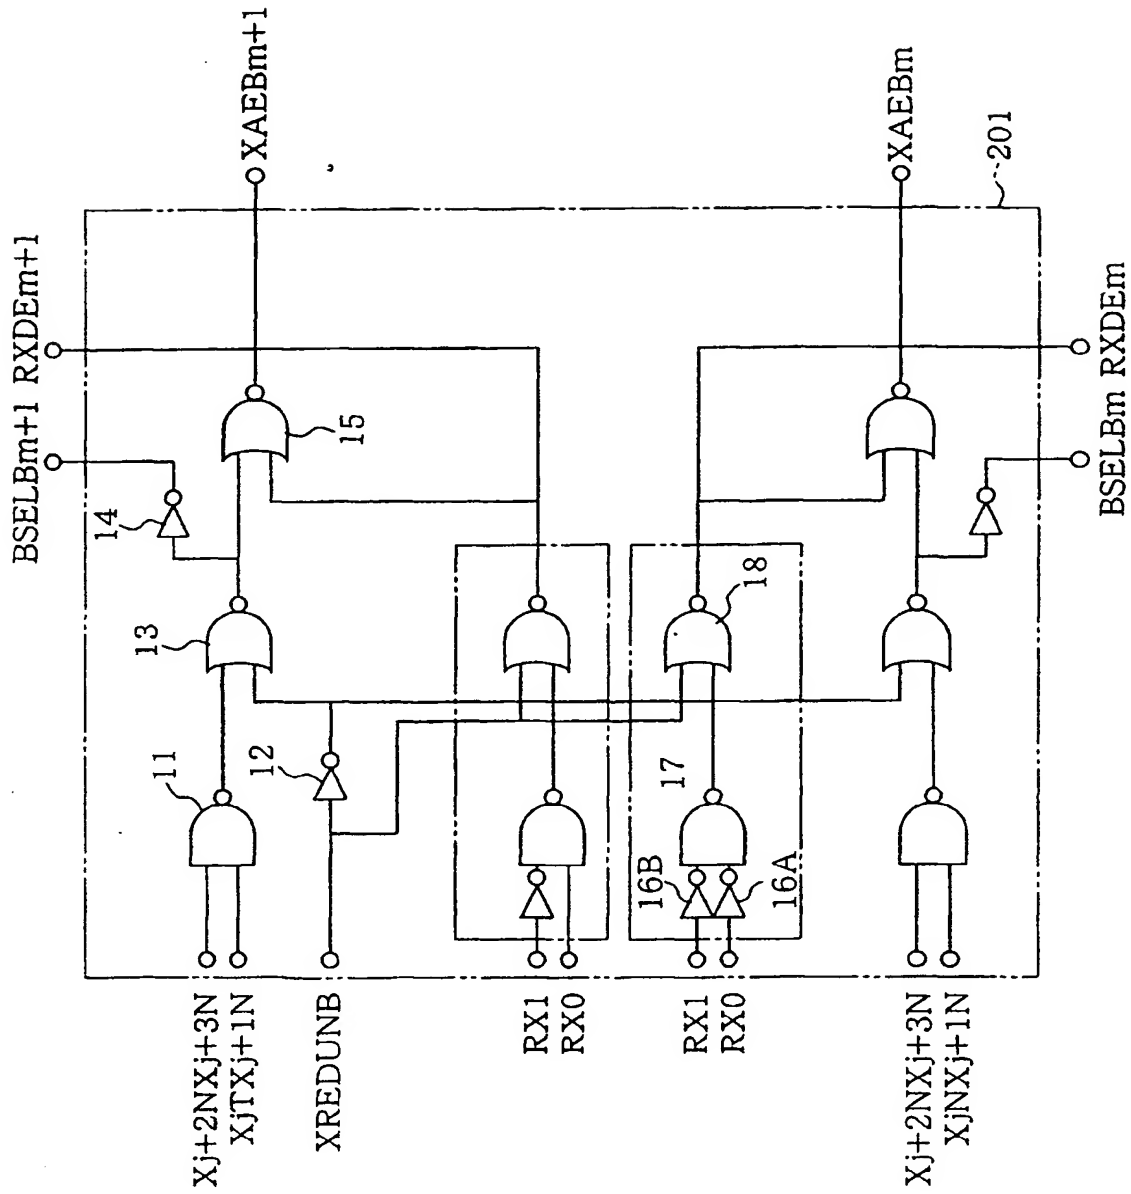 BSELBm+1 RXDEm+1
XAEBm+1
14
15
13
11
12
Xj+2NXj+3N
XjTXj+1N
XREDUNB
18
17
16B
16A
RX1
RX0
RX1
RX0
Xj+2NXj+3N
XjNXj+1N
XAEBm
201
BSELBm RXDEm